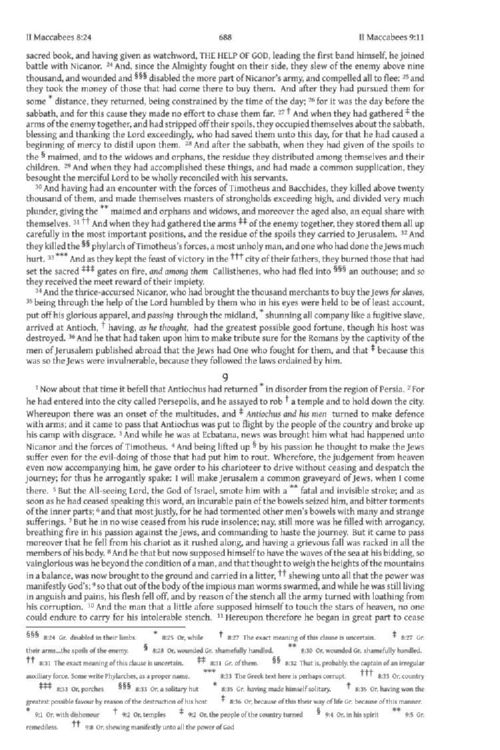 II Maccabees 8:24 688 II Maccabees 9:11
sacred book, and having given as watchword, THE HELP OF GOD, leading the first band himself, he joined
battle with Nicanor. 24 And, since the Almighty fought on their side, they slew of the enemy above nine
thousand, and wounded and §§§ disabled the more part of Nicanor's army, and compelled all to flee: 25 and
they took the money of those that had come there to buy them. And after they had pursued them for
some * distance, they returned, being constrained by the time of the day; 26 for it was the day before the
sabbath, and for this cause they made no effort to chase them far. 27 † And when they had gathered ‡ the
arms of the enemy together, and had stripped off their spoils, they occupied themselves about the sabbath,
blessing and thanking the Lord exceedingly, who had saved them unto this day, for that he had caused a
beginning of mercy to distil upon them. 28 And after the sabbath, when they had given of the spoils to
the § maimed, and to the widows and orphans, the residue they distributed among themselves and their
children. 29 And when they had accomplished these things, and had made a common supplication, they
besought the merciful Lord to be wholly reconciled with his servants.
30 And having had an encounter with the forces of Timotheus and Bacchides, they killed above twenty
thousand of them, and made themselves masters of strongholds exceeding high, and divided very much
plunder, giving the ** maimed and orphans and widows, and moreover the aged also, an equal share with
themselves. 31 †† And when they had gathered the arms ‡‡ of the enemy together, they stored them all up
carefully in the most important positions, and the residue of the spoils they carried to Jerusalem. 32 And
they killed the §§ phylarch of Timotheus's forces, a most unholy man, and one who had done the Jews much
hurt. 33 *** And as they kept the feast of victory in the ††† city of their fathers, they burned those that had
set the sacred ‡‡‡ gates on fire, and among them Callisthenes, who had fled into §§§ an outhouse; and so
they received the meet reward of their impiety.
34 And the thrice-accursed Nicanor, who had brought the thousand merchants to buy the Jews for slaves,
35 being through the help of the Lord humbled by them who in his eyes were held to be of least account,
put off his glorious apparel, and passing through the midland, * shunning all company like a fugitive slave,
arrived at Antioch, † having, as he thought, had the greatest possible good fortune, though his host was
destroyed. 36 And he that had taken upon him to make tribute sure for the Romans by the captivity of the
men of Jerusalem published abroad that the Jews had One who fought for them, and that ‡ because this
was so the Jews were invulnerable, because they followed the laws ordained by him.
9
1 Now about that time it befell that Antiochus had returned * in disorder from the region of Persia. 2 For
he had entered into the city called Persepolis, and he assayed to rob † a temple and to hold down the city.
Whereupon there was an onset of the multitudes, and ‡ Antiochus and his men turned to make defence
with arms; and it came to pass that Antiochus was put to flight by the people of the country and broke up
his camp with disgrace. 3 And while he was at Ecbatana, news was brought him what had happened unto
Nicanor and the forces of Timotheus. 4 And being lifted up § by his passion he thought to make the Jews
suffer even for the evil-doing of those that had put him to rout. Wherefore, the judgement from heaven
even now accompanying him, he gave order to his charioteer to drive without ceasing and despatch the
journey; for thus he arrogantly spake: I will make Jerusalem a common graveyard of Jews, when I come
there. 5 But the All-seeing Lord, the God of Israel, smote him with a ** fatal and invisible stroke; and as
soon as he had ceased speaking this word, an incurable pain of the bowels seized him, and bitter torments
of the inner parts; 6 and that most justly, for he had tormented other men's bowels with many and strange
sufferings. 7 But he in no wise ceased from his rude insolence; nay, still more was he filled with arrogancy,
breathing fire in his passion against the Jews, and commanding to haste the journey. But it came to pass
moreover that he fell from his chariot as it rushed along, and having a grievous fall was racked in all the
members of his body. 8 And he that but now supposed himself to have the waves of the sea at his bidding, so
vainglorious was he beyond the condition of a man, and that thought to weigh the heights of the mountains
in a balance, was now brought to the ground and carried in a litter, †† shewing unto all that the power was
manifestly God's; 9 so that out of the body of the impious man worms swarmed, and while he was still living
in anguish and pains, his flesh fell off, and by reason of the stench all the army turned with loathing from
his corruption. 10 And the man that a little afore supposed himself to touch the stars of heaven, no one
could endure to carry for his intolerable stench. 11 Hereupon therefore he began in great part to cease
§§§ 8:24 Gr. disabled in their limbs. * 8:25 Or, while † 8:27 The exact meaning of this clause is uncertain. ‡ 8:27 Gr.
their arms...the spoils of the enemy. § 8:28 Or, wounded Gr. shamefully handled. ** 8:30 Or, wounded Gr. shamefully handled.
†† 8:31 The exact meaning of this clause is uncertain. ‡‡ 8:31 Gr. of them. §§ 8:32 That is, probably, the captain of an irregular
auxiliary force. Some write Phylarches, as a proper name. *** 8:33 The Greek text here is perhaps corrupt. ††† 8:33 Or, country
‡‡‡ 8:33 Or, porches §§§ 8:33 Or, a solitary hut * 8:35 Gr. having made himself solitary. † 8:35 Or, having won the
greatest possible favour by reason of the destruction of his host ‡ 8:36 Or, because of this their way of life Gr. because of this manner.
* 9:1 Or, with dishonour † 9:2 Or, temples ‡ 9:2 Or, the people of the country turned § 9:4 Or, in his spirit ** 9:5 Gr.
remediless. †† 9:8 Or, shewing manifestly unto all the power of God